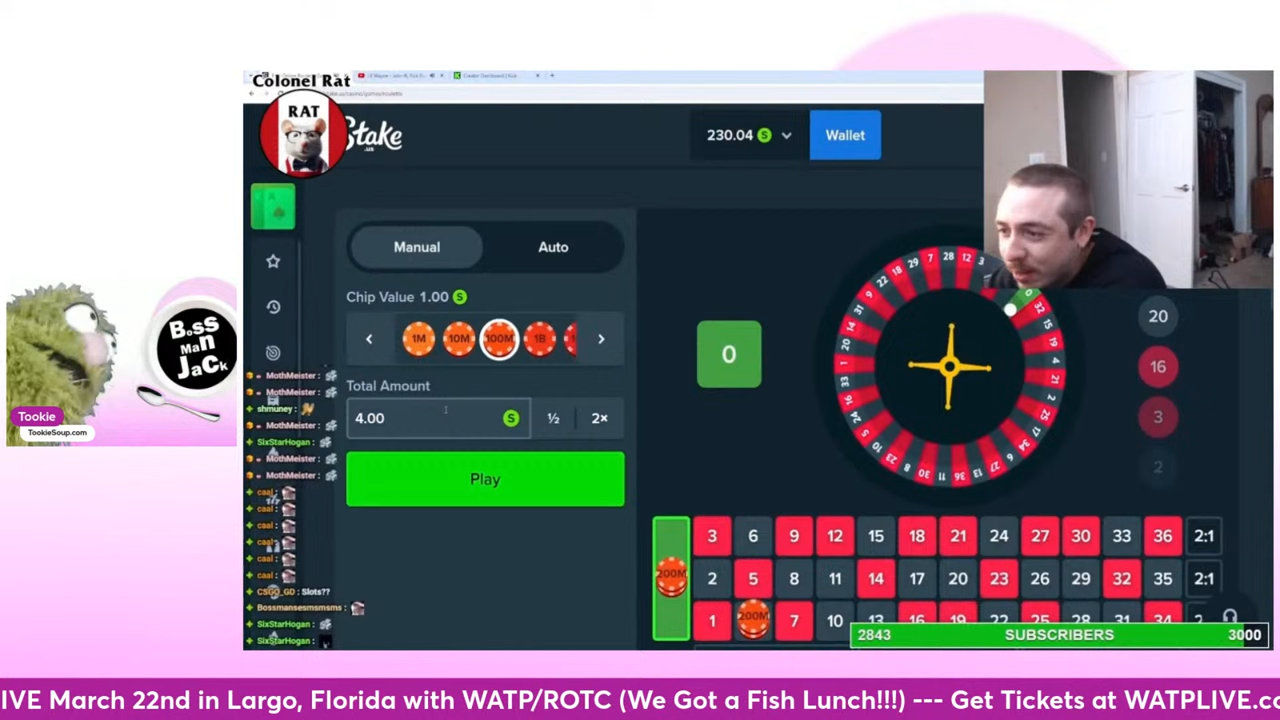 Colonel Rat
RAT
Stake
.US
230.04
Wallet
Manual
Auto
Chip Value 1.00
1M
10M
100M
1B
Total Amount
4.00
½
2×
Play
MothMeister :
MothMeister :
shmuney :
MothMeister :
SixStarHogan :
MothMeister :
MothMeister :
caal :
caal :
caal :
caal :
caal :
caal :
CSGO_GD : Slots??
Bossmansesmsmsms :
SixStarHogan :
SixStarHogan :
0
20
16
3
2
3 6 9 12 15 18 21 24 27 30 33 36 2:1
200M
2 5 8 11 14 17 20 23 26 29 32 35 2:1
1 200M 7 10
2843 SUBSCRIBERS 3000
BOSS
MaN
JaCk
Tookie
TookieSoup.com
IVE March 22nd in Largo, Florida with WATP/ROTC (We Got a Fish Lunch!!!) --- Get Tickets at WATPLIVE.co